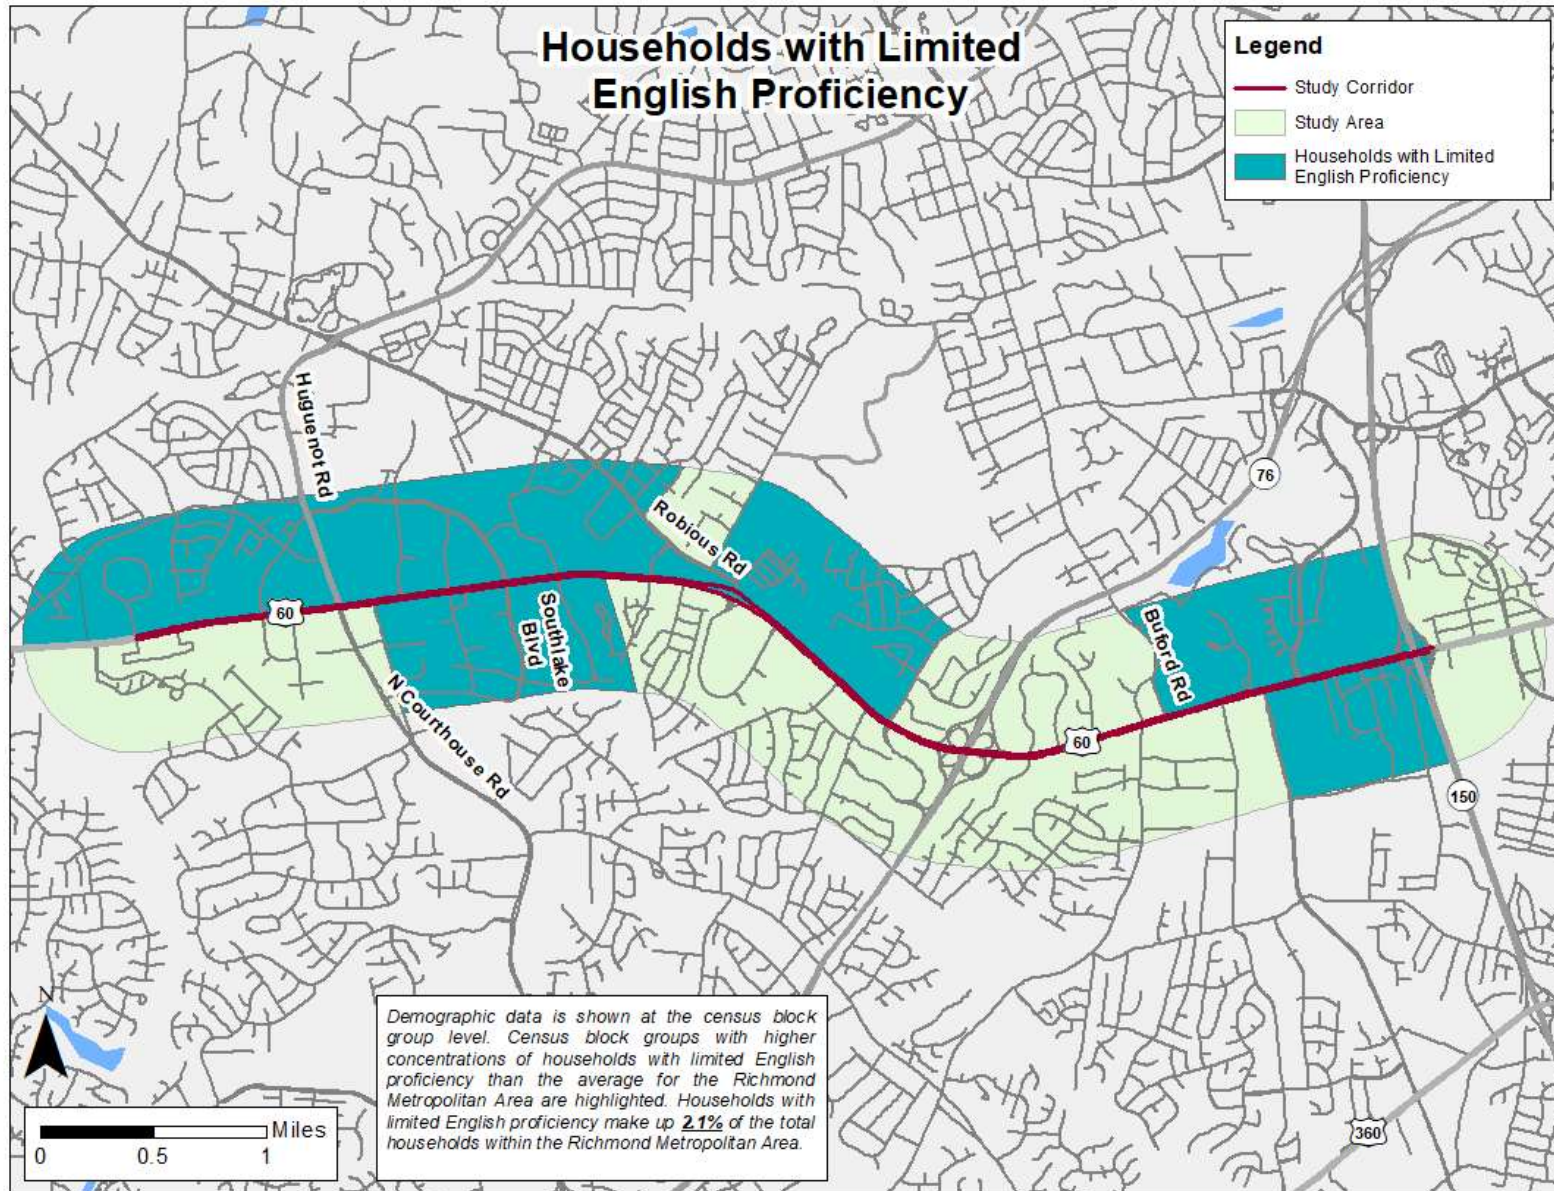 Households with Limited
English Proficiency
Legend
Study Corridor
Study Area
Households with Limited
English Proficiency
Huguenot Rd
76
Robious Rd
60
Southlake
Blvd
Buford Rd
N Courthouse Rd
60
150
N
Demographic data is shown at the census block
group level. Census block groups with higher
concentrations of households with limited English
proficiency than the average for the Richmond
Metropolitan Area are highlighted. Households with
limited English proficiency make up 2.1% of the total
households within the Richmond Metropolitan Area.
Miles
0 0.5 1
360